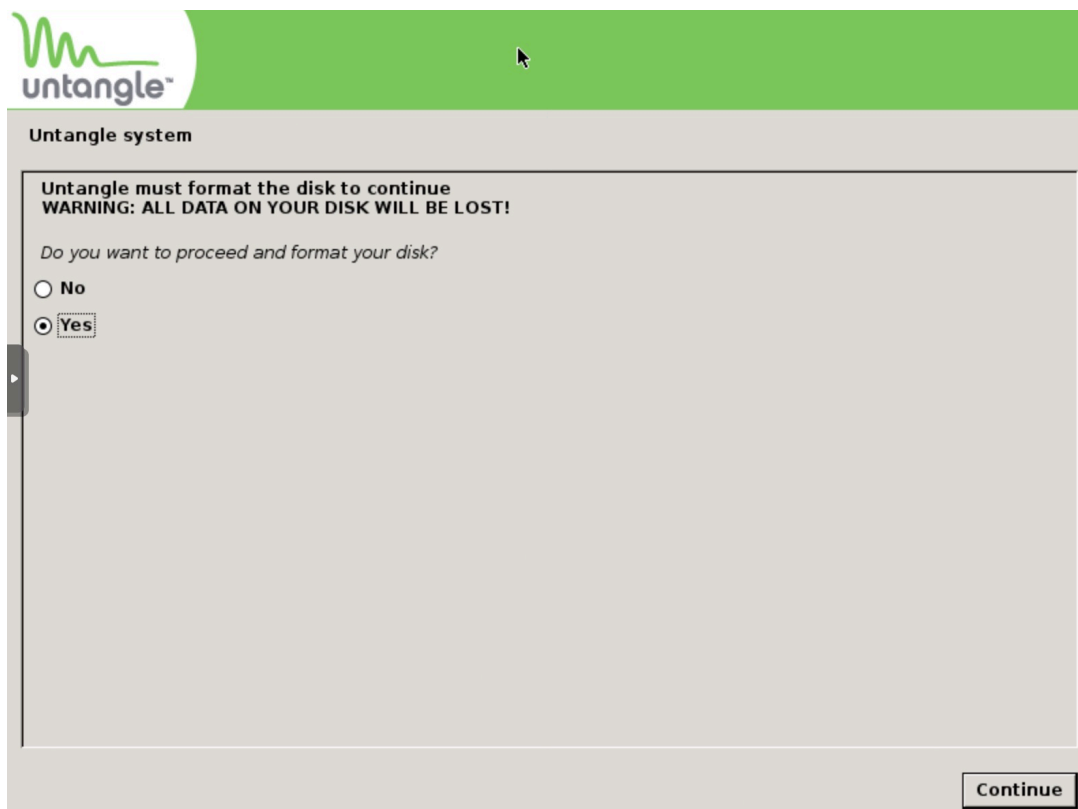 untangle™
Untangle system
Untangle must format the disk to continue
WARNING: ALL DATA ON YOUR DISK WILL BE LOST!
Do you want to proceed and format your disk?
No
Yes
Continue